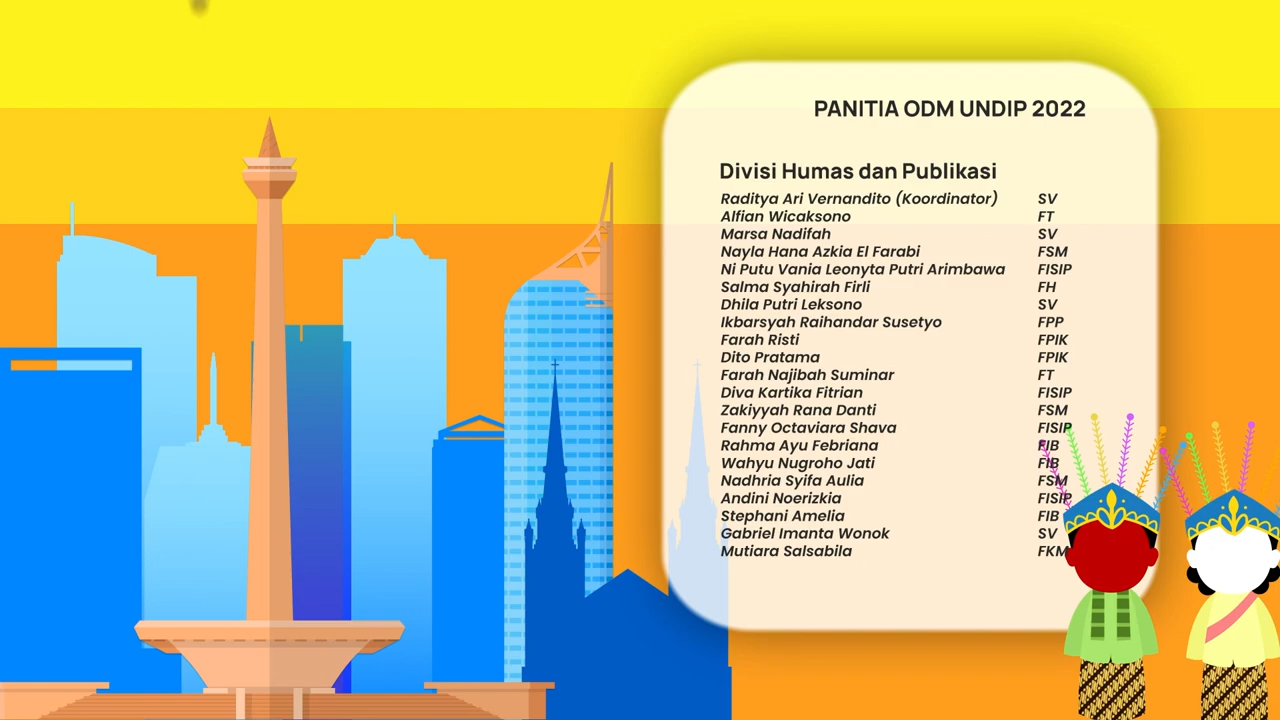 PANITIA ODM UNDIP 2022
Divisi Humas dan Publikasi
Raditya Ari Vernandito (Koordinator) SV
Alfian Wicaksono FT
Marsa Nadifah SV
Nayla Hana Azkia El Farabi FSM
Ni Putu Vania Leonyta Putri Arimbawa FISIP
Salma Syahirah Firli FH
Dhila Putri Leksono SV
Ikbarsyah Raihandar Susetyo FPP
Farah Risti FPIK
Dito Pratama FPIK
Farah Najibah Suminar FT
Diva Kartika Fitrian FISIP
Zakiyyah Rana Danti FSM
Fanny Octaviara Shava FISIP
Rahma Ayu Febriana FIB
Wahyu Nugroho Jati FIB
Nadhria Syifa Aulia FSM
Andini Noerizkia FISIP
Stephani Amelia FIB
Gabriel Imanta Wonok SV
Mutiara Salsabila FKM